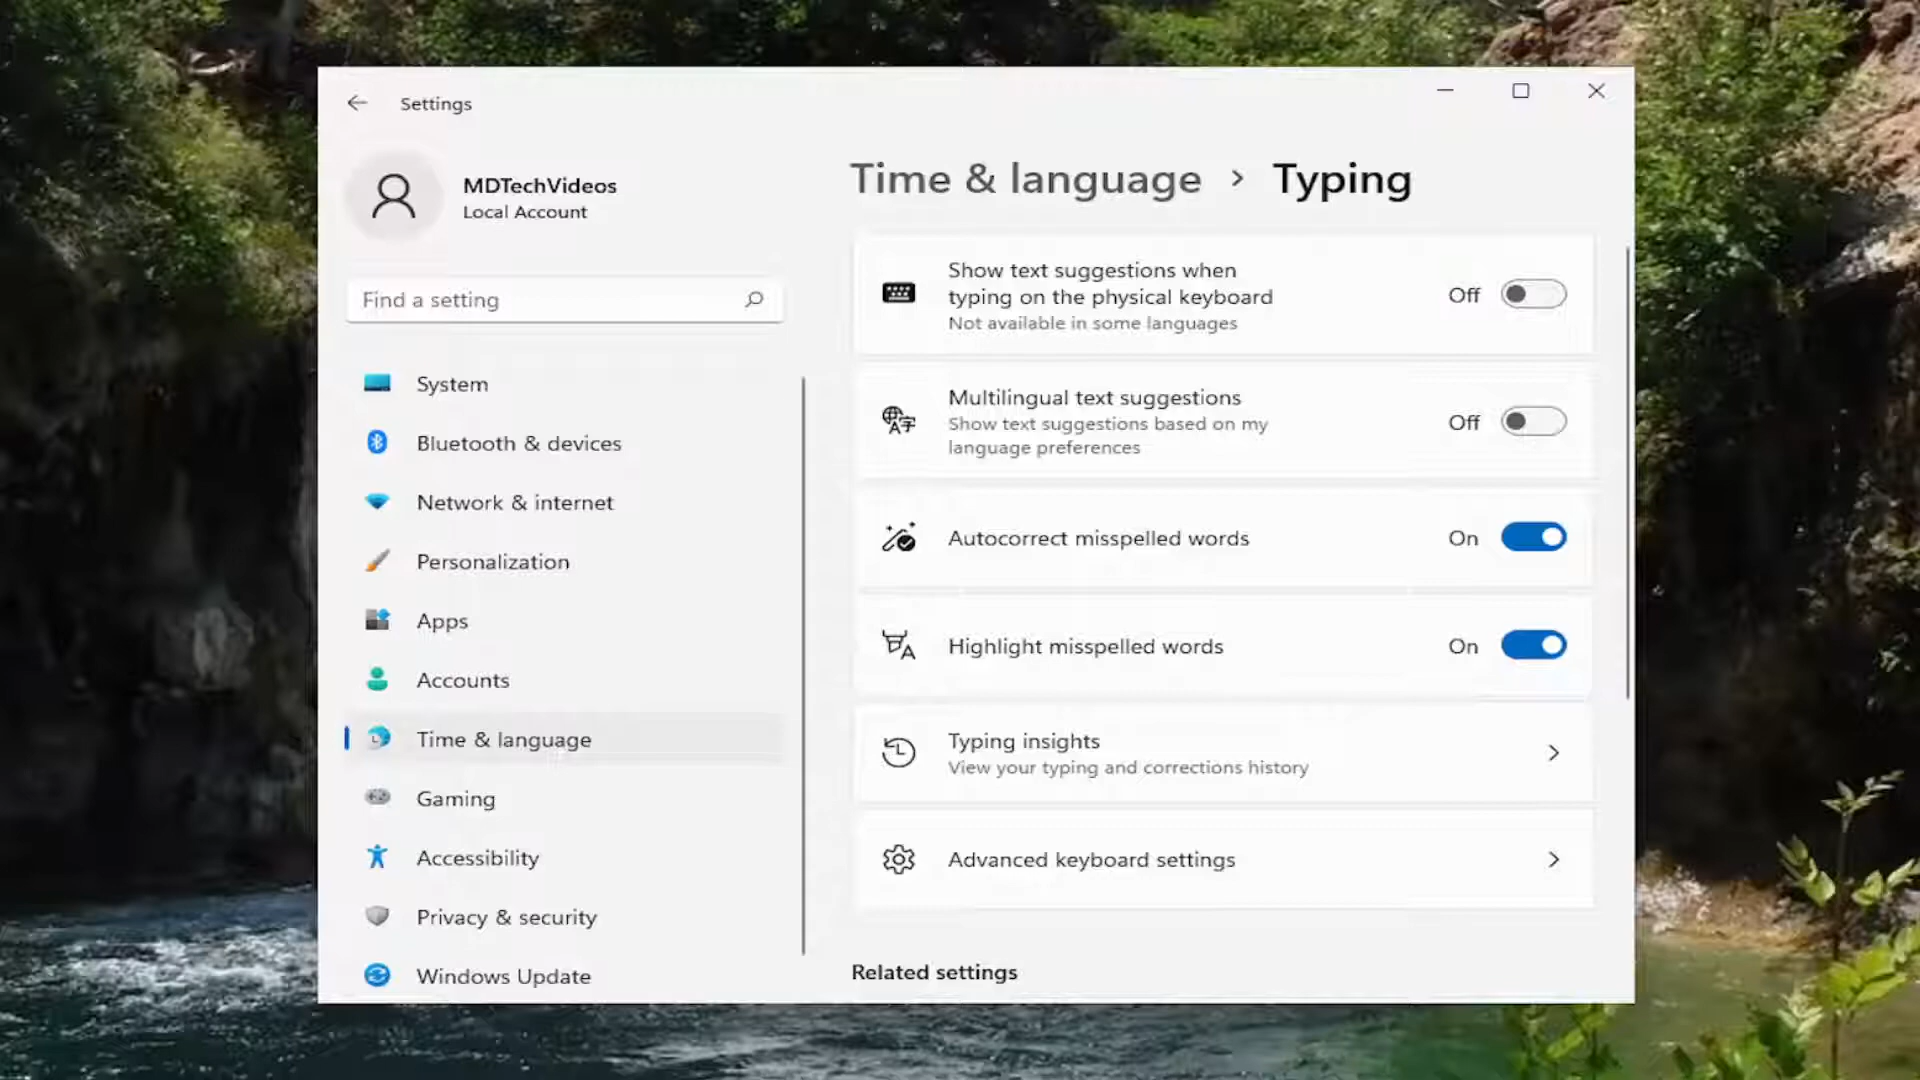 Settings
MDTechVideos
Local Account
Find a setting
System
Bluetooth & devices
Network & internet
Personalization
Apps
Accounts
Time & language
Gaming
Accessibility
Privacy & security
Windows Update
Time & language > Typing
Show text suggestions when
typing on the physical keyboard
Not available in some languages
Off
Multilingual text suggestions
Show text suggestions based on my
language preferences
Off
Autocorrect misspelled words
On
Highlight misspelled words
On
Typing insights
View your typing and corrections history
Advanced keyboard settings
Related settings